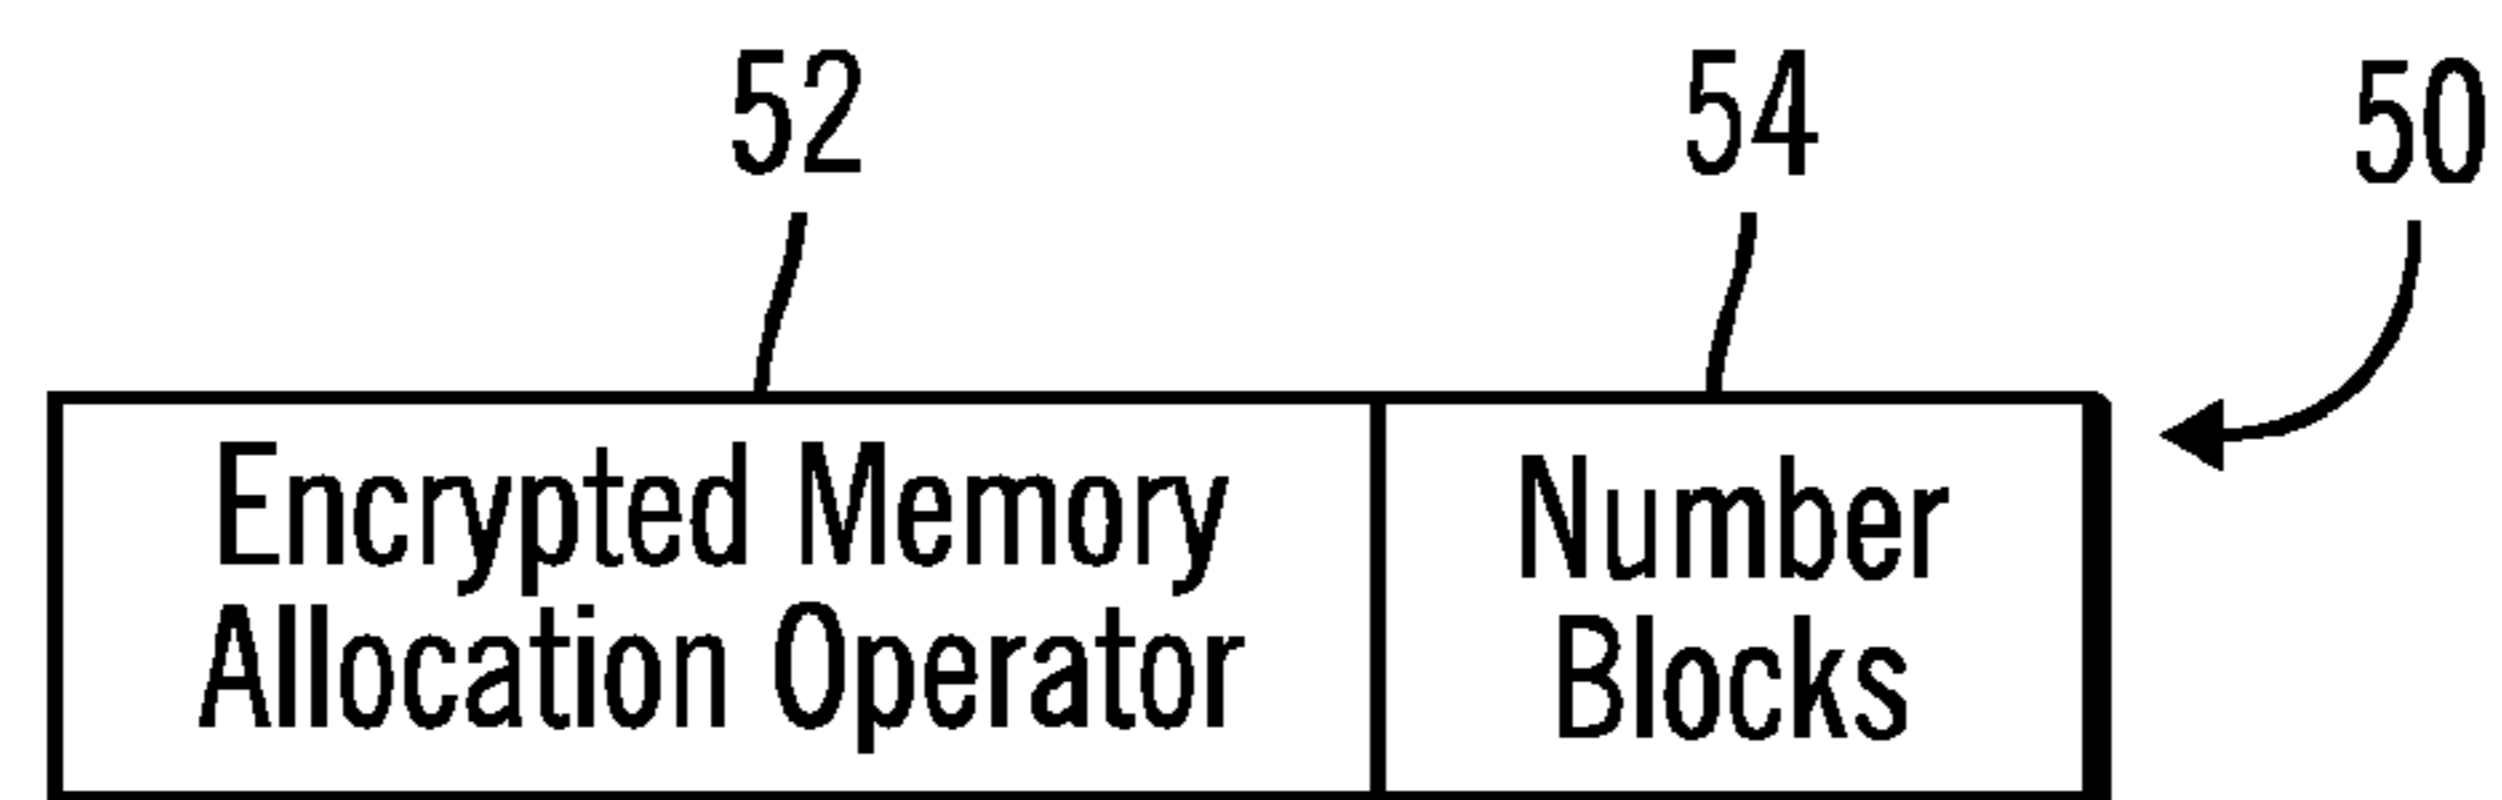 52 54 50
Encrypted Memory
Allocation Operator
Number
Blocks